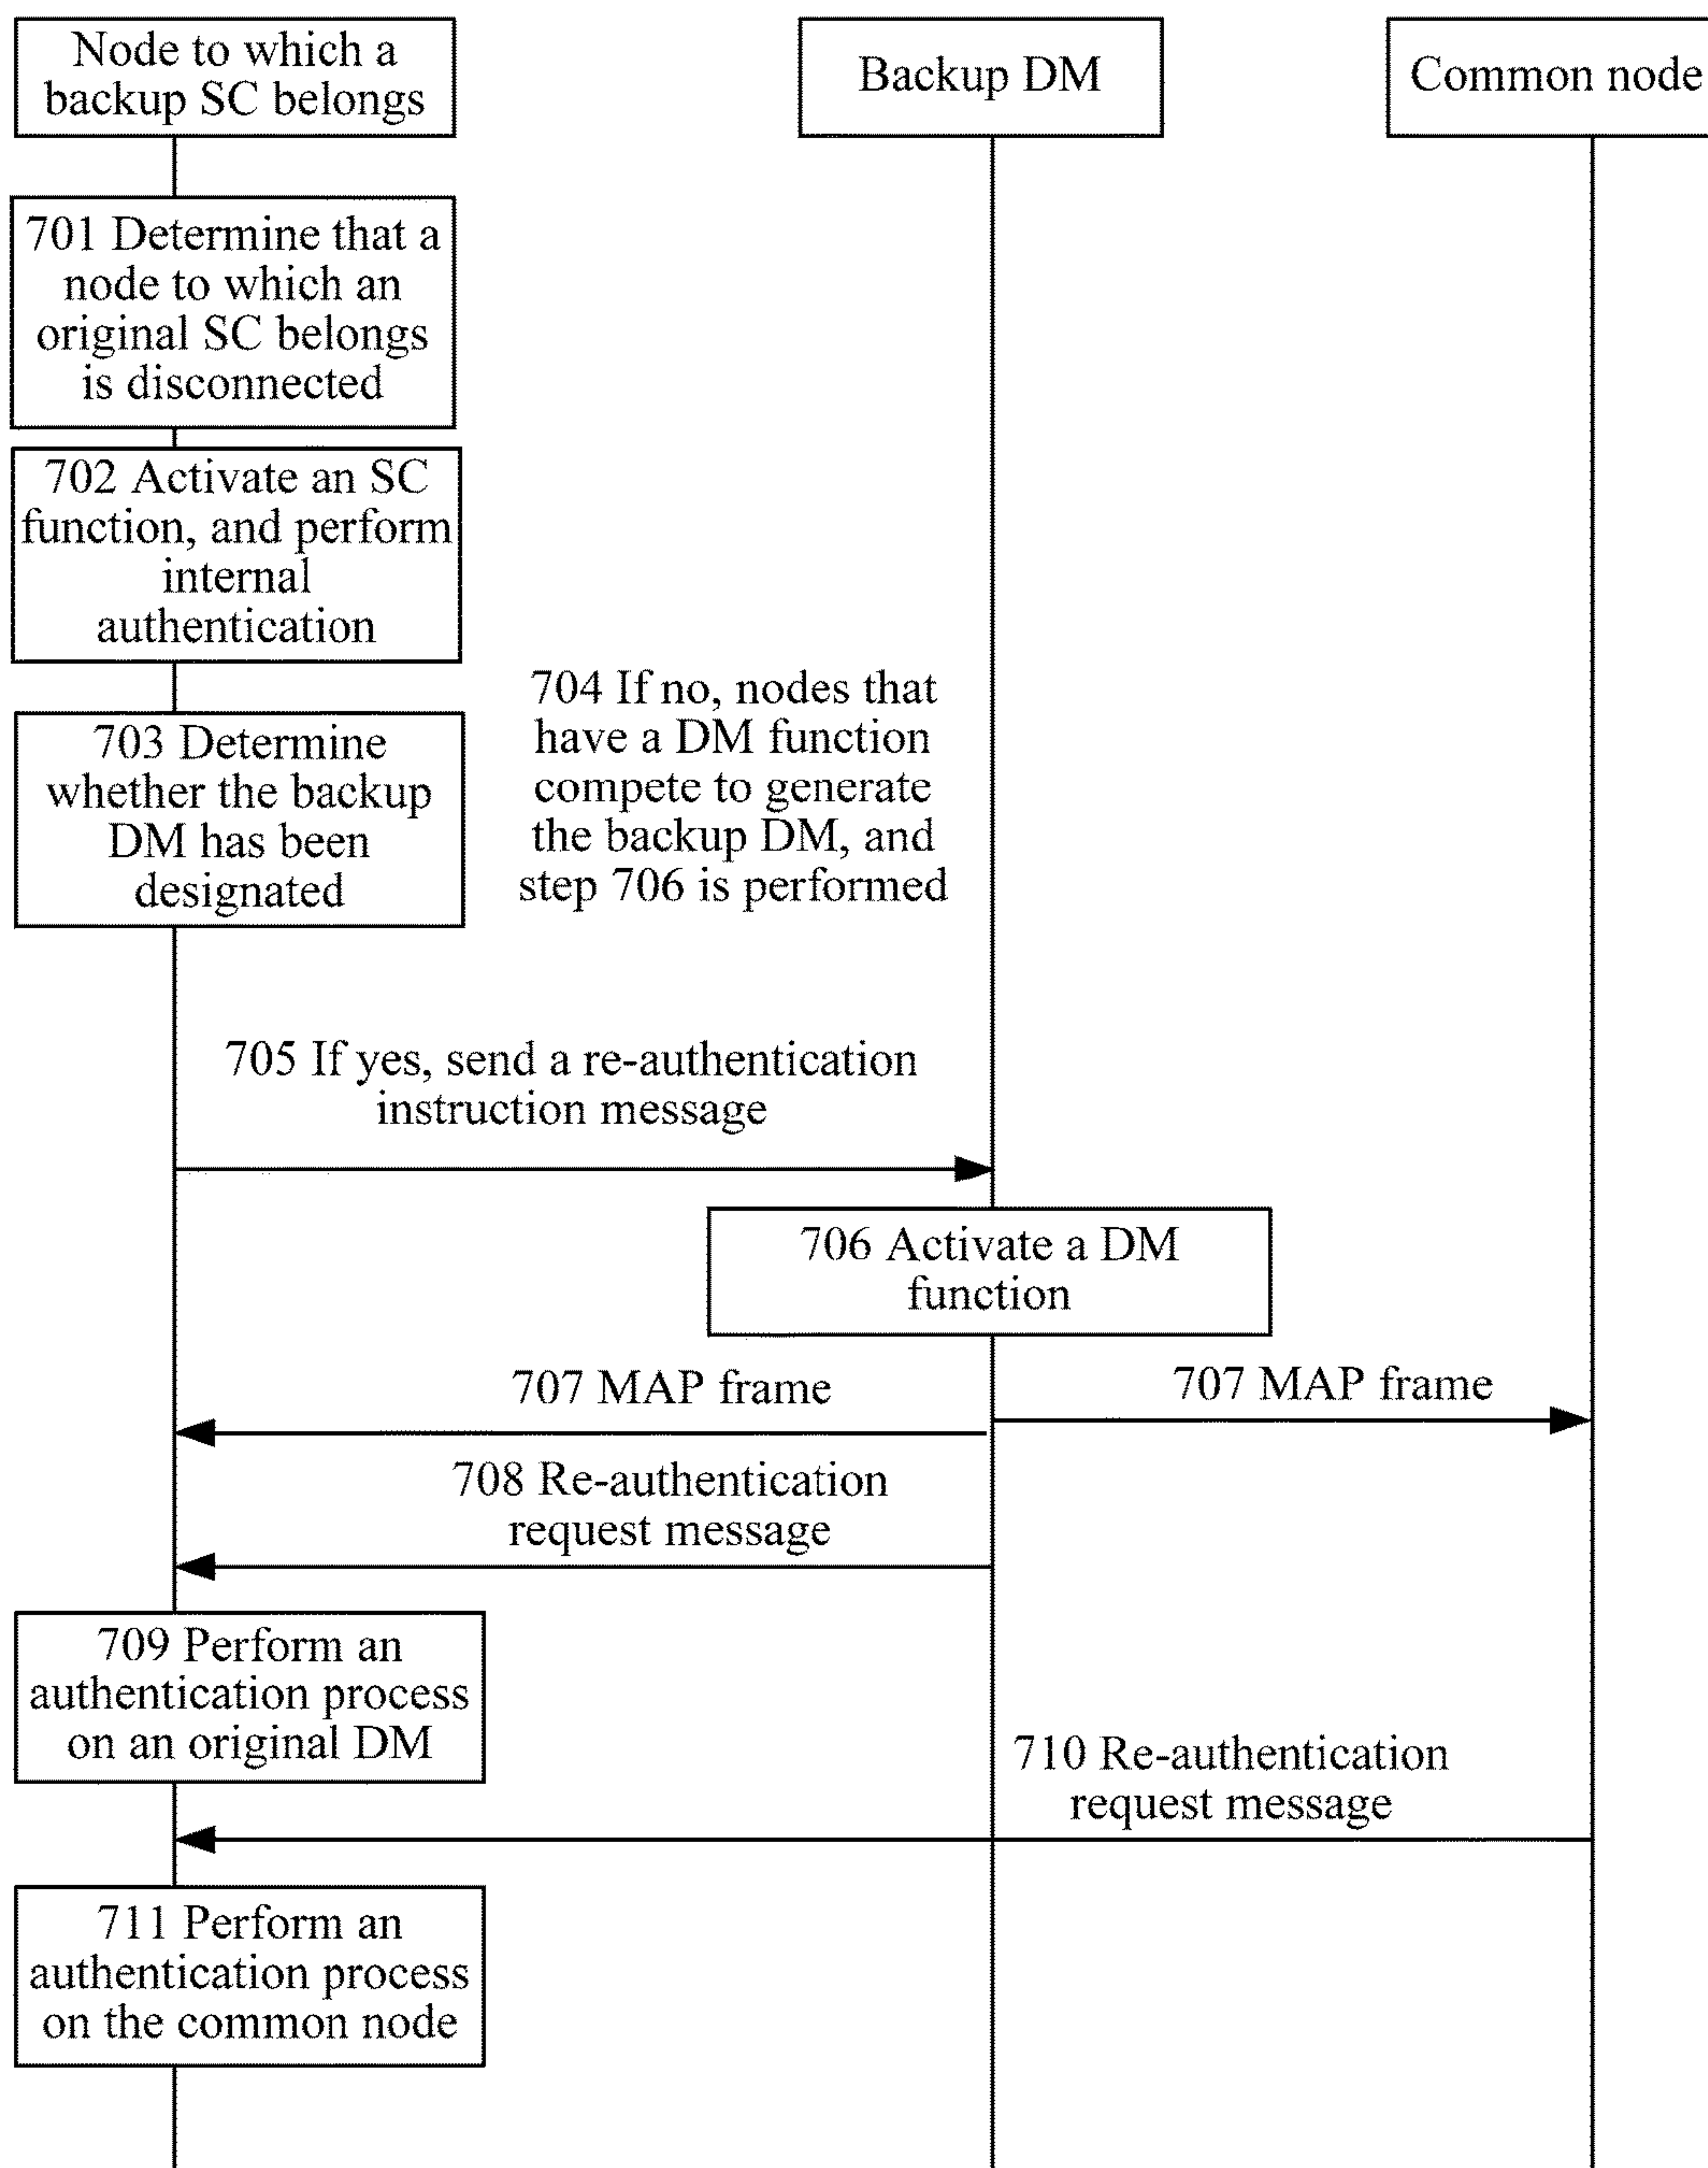 Node to which a
backup SC belongs
Backup DM
Common node
701 Determine that a
node to which an
original SC belongs
is disconnected
702 Activate an SC
function, and perform
internal
authentication
703 Determine
whether the backup
DM has been
designated
704 If no, nodes that
have a DM function
compete to generate
the backup DM, and
step 706 is performed
705 If yes, send a re-authentication
instruction message
706 Activate a DM
function
707 MAP frame
707 MAP frame
708 Re-authentication
request message
709 Perform an
authentication process
on an original DM
710 Re-authentication
request message
711 Perform an
authentication process
on the common node